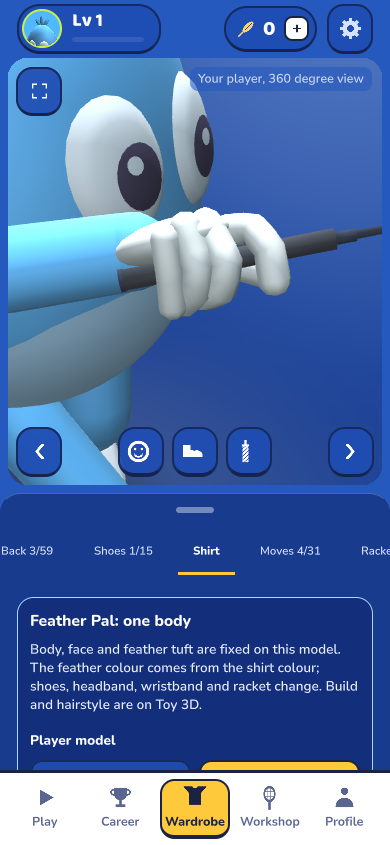 Lv 1
0
+
Your player, 360 degree view
Back 3/59
Shoes 1/15
Shirt
Moves 4/31
Racke
Feather Pal: one body
Body, face and feather tuft are fixed on this model.
The feather colour comes from the shirt colour;
shoes, headband, wristband and racket change. Build
and hairstyle are on Toy 3D.
Player model
Play
Career
Wardrobe
Workshop
Profile